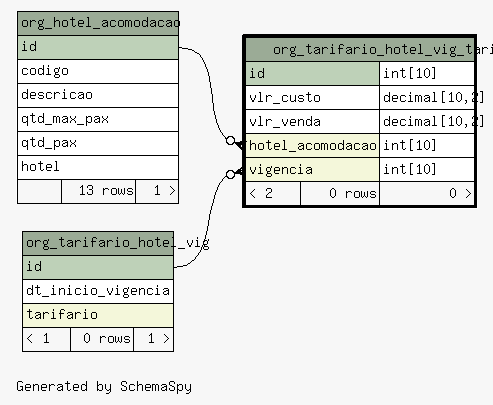 org_hotel_acomodacao
id
codigo
descricao
qtd_max_pax
qtd_pax
hotel
13 rows 1 >
org_tarifario_hotel_vig_tari
id int[10]
vlr_custo decimal[10,2]
vlr_venda decimal[10,2]
hotel_acomodacao int[10]
vigencia int[10]
< 2 0 rows 0 >
org_tarifario_hotel_vig
id
dt_inicio_vigencia
tarifario
< 1 0 rows 1 >
Generated by SchemaSpy